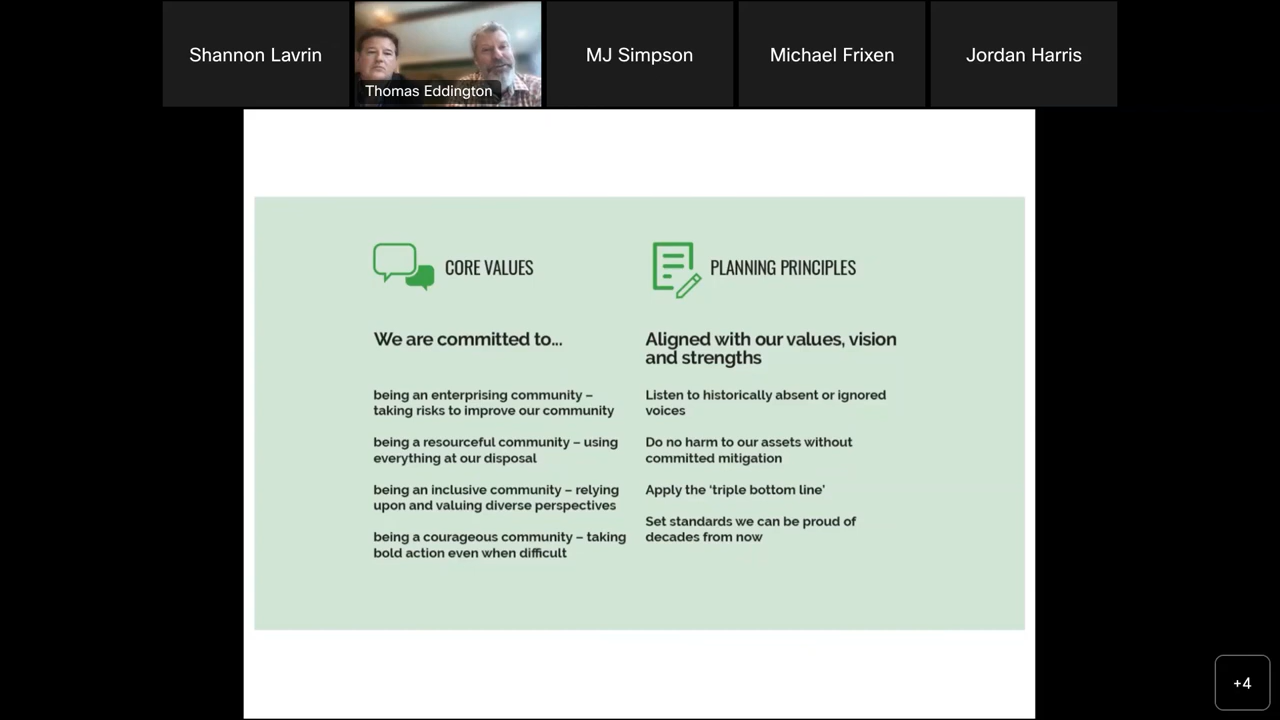 Shannon Lavrin
Thomas Eddington
MJ Simpson
Michael Frixen
Jordan Harris
CORE VALUES
We are committed to...
being an enterprising community –
taking risks to improve our community
being a resourceful community – using
everything at our disposal
being an inclusive community – relying
upon and valuing diverse perspectives
being a courageous community – taking
bold action even when difficult
PLANNING PRINCIPLES
Aligned with our values, vision
and strengths
Listen to historically absent or ignored
voices
Do no harm to our assets without
committed mitigation
Apply the ‘triple bottom line’
Set standards we can be proud of
decades from now
+4